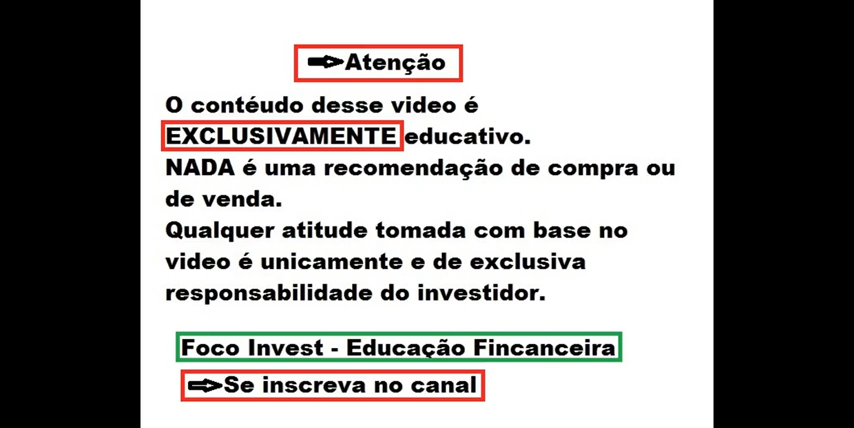 ⇨Atenção
O contéudo desse video é
EXCLUSIVAMENTE educativo.
NADA é uma recomendação de compra ou
de venda.
Qualquer atitude tomada com base no
video é unicamente e de exclusiva
responsabilidade do investidor.
Foco Invest - Educação Fincanceira
⇨Se inscreva no canal